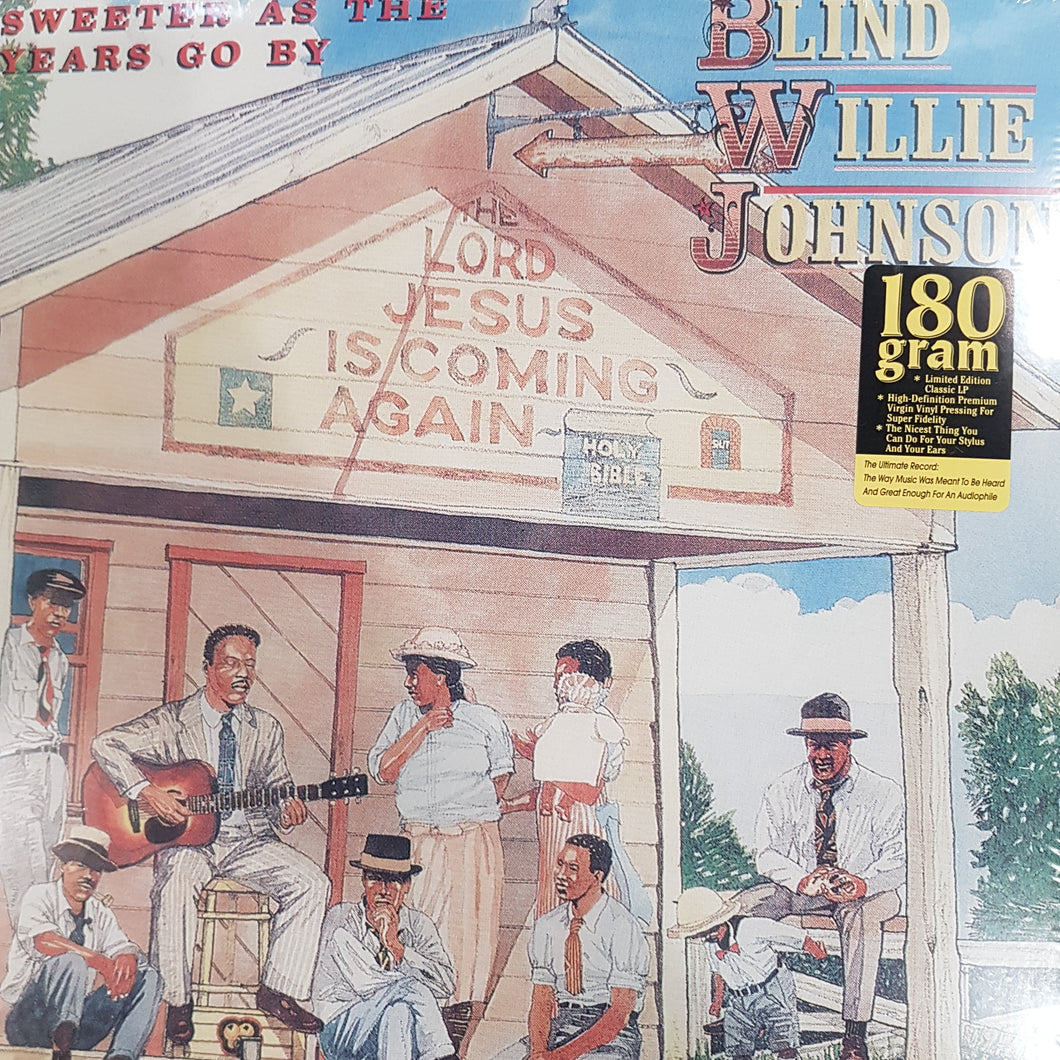 SWEETER AS THE
YEARS GO BY
BLIND
WILLIE
JOHNSON
THE
LORD
JESUS
IS COMING
AGAIN
HOLY
BIBLE
180
gram
* Limited Edition
Classic LP
* High-Definition Premium
Virgin Vinyl Pressing For
Super Fidelity
* The Nicest Thing You
Can Do For Your Stylus
And Your Ears
The Ultimate Record:
The Way Music Was Meant To Be Heard
And Great Enough For An Audiophile